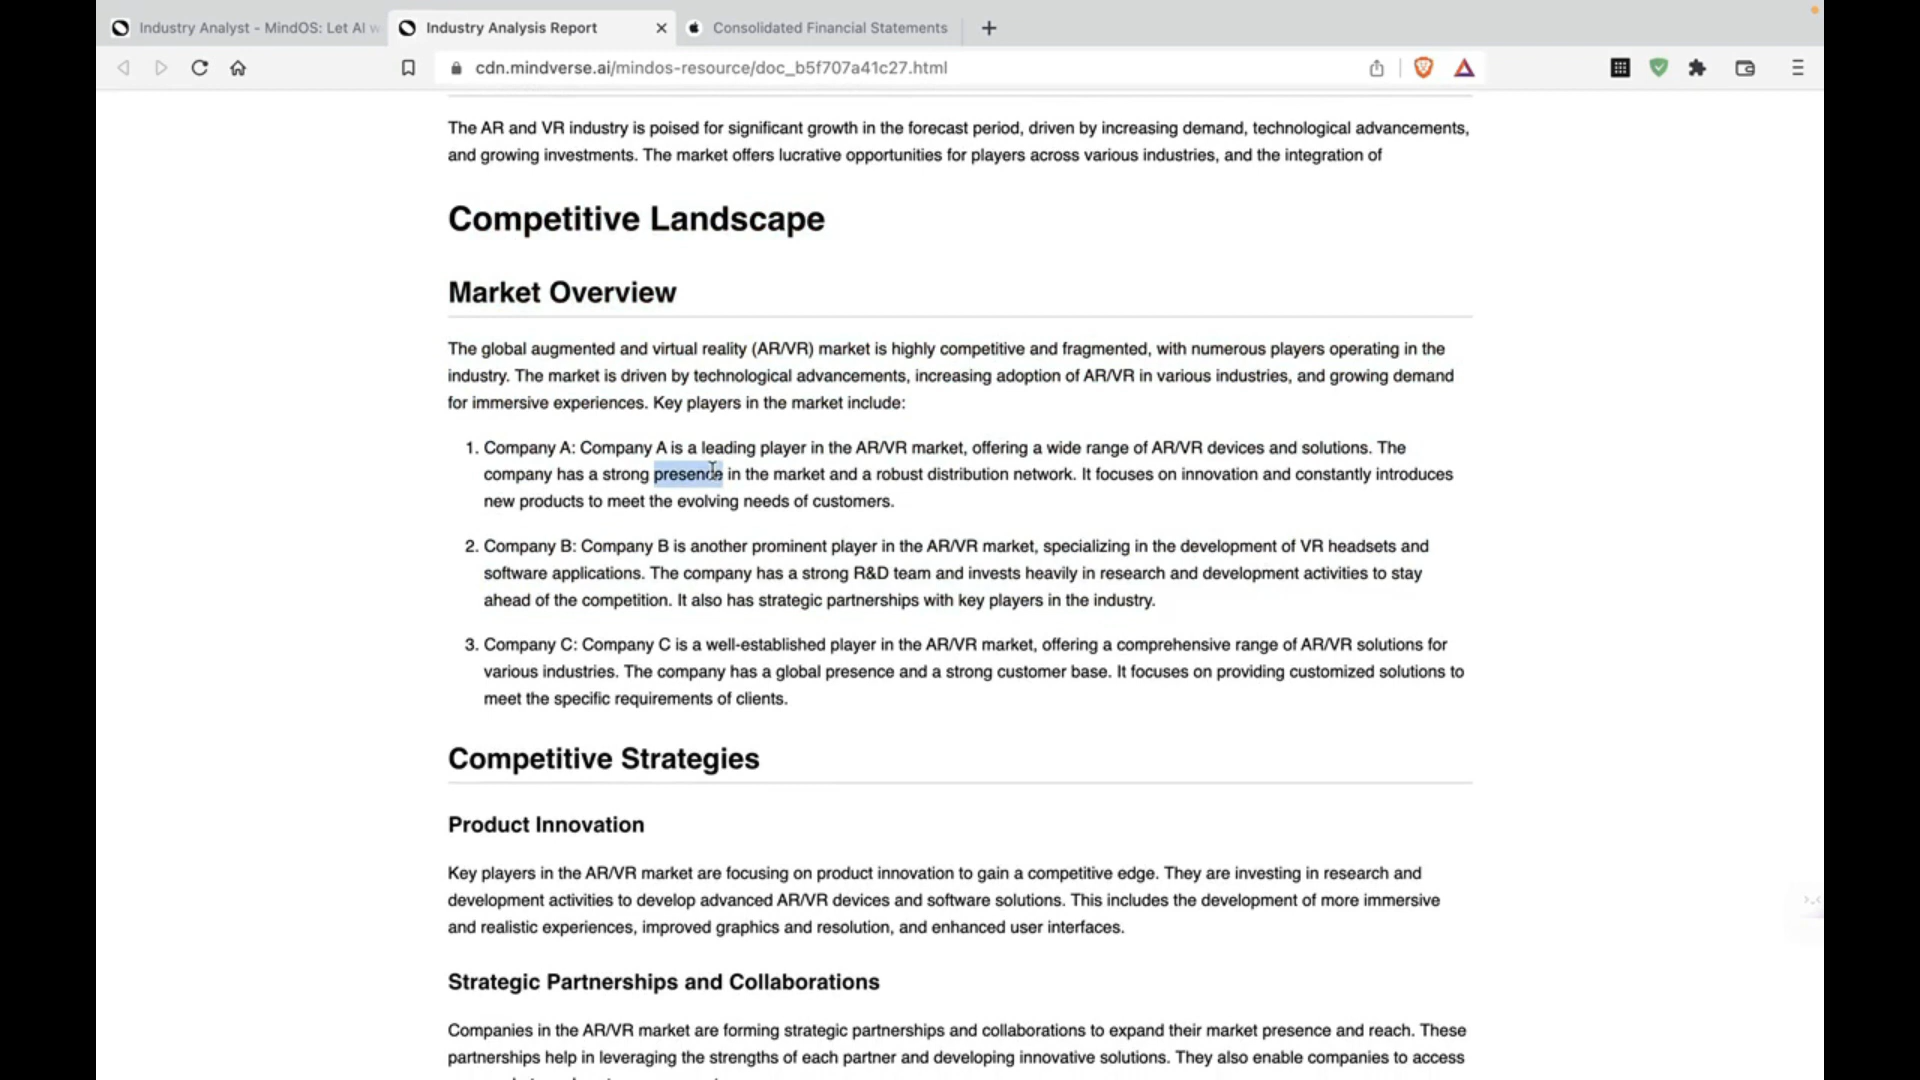 Industry Analyst - MindOS: Let AI w
Industry Analysis Report
Consolidated Financial Statements
cdn.mindverse.ai/mindos-resource/doc_b5f707a41c27.html
The AR and VR industry is poised for significant growth in the forecast period, driven by increasing demand, technological advancements,
and growing investments. The market offers lucrative opportunities for players across various industries, and the integration of
Competitive Landscape
Market Overview
The global augmented and virtual reality (AR/VR) market is highly competitive and fragmented, with numerous players operating in the
industry. The market is driven by technological advancements, increasing adoption of AR/VR in various industries, and growing demand
for immersive experiences. Key players in the market include:
1. Company A: Company A is a leading player in the AR/VR market, offering a wide range of AR/VR devices and solutions. The
company has a strong presence in the market and a robust distribution network. It focuses on innovation and constantly introduces
new products to meet the evolving needs of customers.
2. Company B: Company B is another prominent player in the AR/VR market, specializing in the development of VR headsets and
software applications. The company has a strong R&D team and invests heavily in research and development activities to stay
ahead of the competition. It also has strategic partnerships with key players in the industry.
3. Company C: Company C is a well-established player in the AR/VR market, offering a comprehensive range of AR/VR solutions for
various industries. The company has a global presence and a strong customer base. It focuses on providing customized solutions to
meet the specific requirements of clients.
Competitive Strategies
Product Innovation
Key players in the AR/VR market are focusing on product innovation to gain a competitive edge. They are investing in research and
development activities to develop advanced AR/VR devices and software solutions. This includes the development of more immersive
and realistic experiences, improved graphics and resolution, and enhanced user interfaces.
Strategic Partnerships and Collaborations
Companies in the AR/VR market are forming strategic partnerships and collaborations to expand their market presence and reach. These
partnerships help in leveraging the strengths of each partner and developing innovative solutions. They also enable companies to access